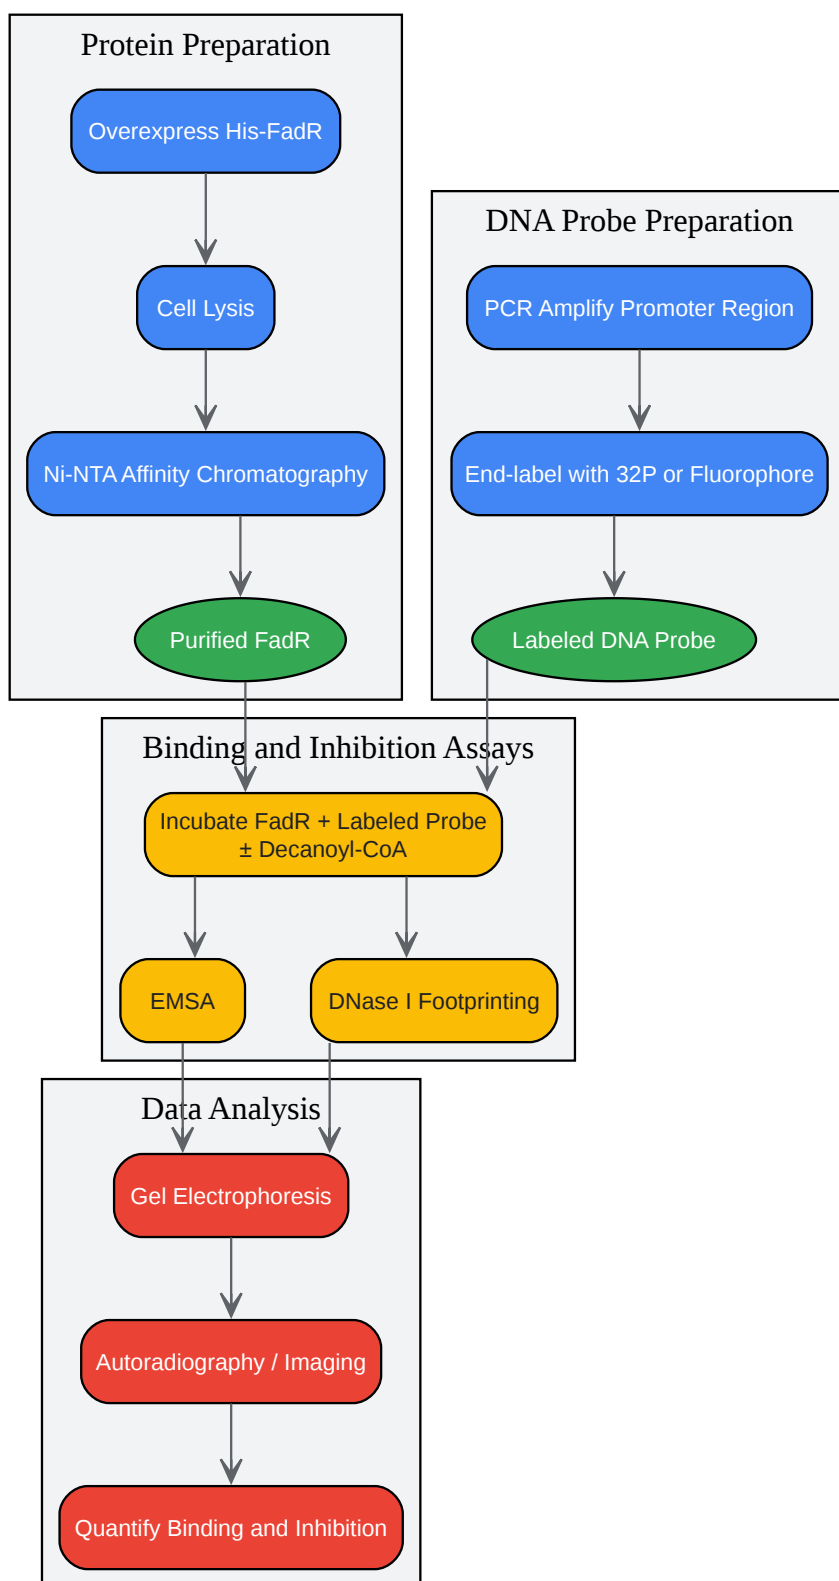 Protein Preparation
Overexpress His-FadR
Cell Lysis
Ni-NTA Affinity Chromatography
Purified FadR
DNA Probe Preparation
PCR Amplify Promoter Region
End-label with 32P or Fluorophore
Labeled DNA Probe
Binding and Inhibition Assays
Incubate FadR + Labeled Probe
± Decanoyl-CoA
EMSA
DNase I Footprinting
Data Analysis
Gel Electrophoresis
Autoradiography / Imaging
Quantify Binding and Inhibition